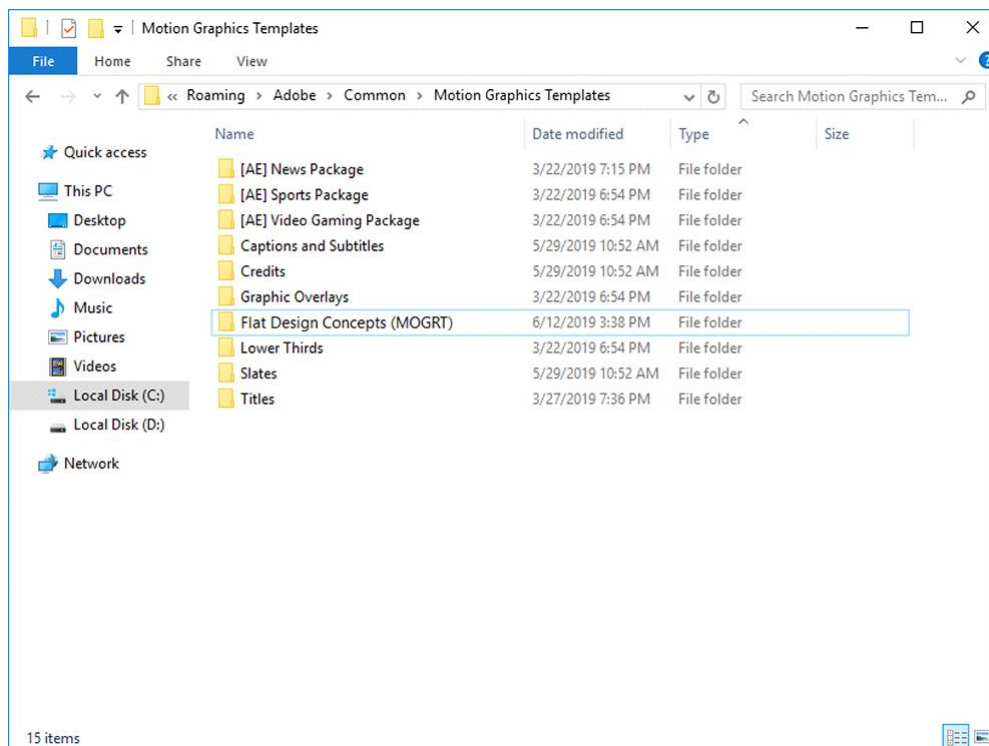 Motion Graphics Templates
File Home Share View
« Roaming > Adobe > Common > Motion Graphics Templates
Search Motion Graphics Tem...
Name Date modified Type Size
Quick access
This PC
Desktop
Documents
Downloads
Music
Pictures
Videos
Local Disk (C:)
Local Disk (D:)
Network
[AE] News Package 3/22/2019 7:15 PM File folder
[AE] Sports Package 3/22/2019 6:54 PM File folder
[AE] Video Gaming Package 3/22/2019 6:54 PM File folder
Captions and Subtitles 5/29/2019 10:52 AM File folder
Credits 5/29/2019 10:52 AM File folder
Graphic Overlays 3/22/2019 6:54 PM File folder
Flat Design Concepts (MOGRT) 6/12/2019 3:38 PM File folder
Lower Thirds 3/22/2019 6:54 PM File folder
Slates 5/29/2019 10:52 AM File folder
Titles 3/27/2019 7:36 PM File folder
15 items